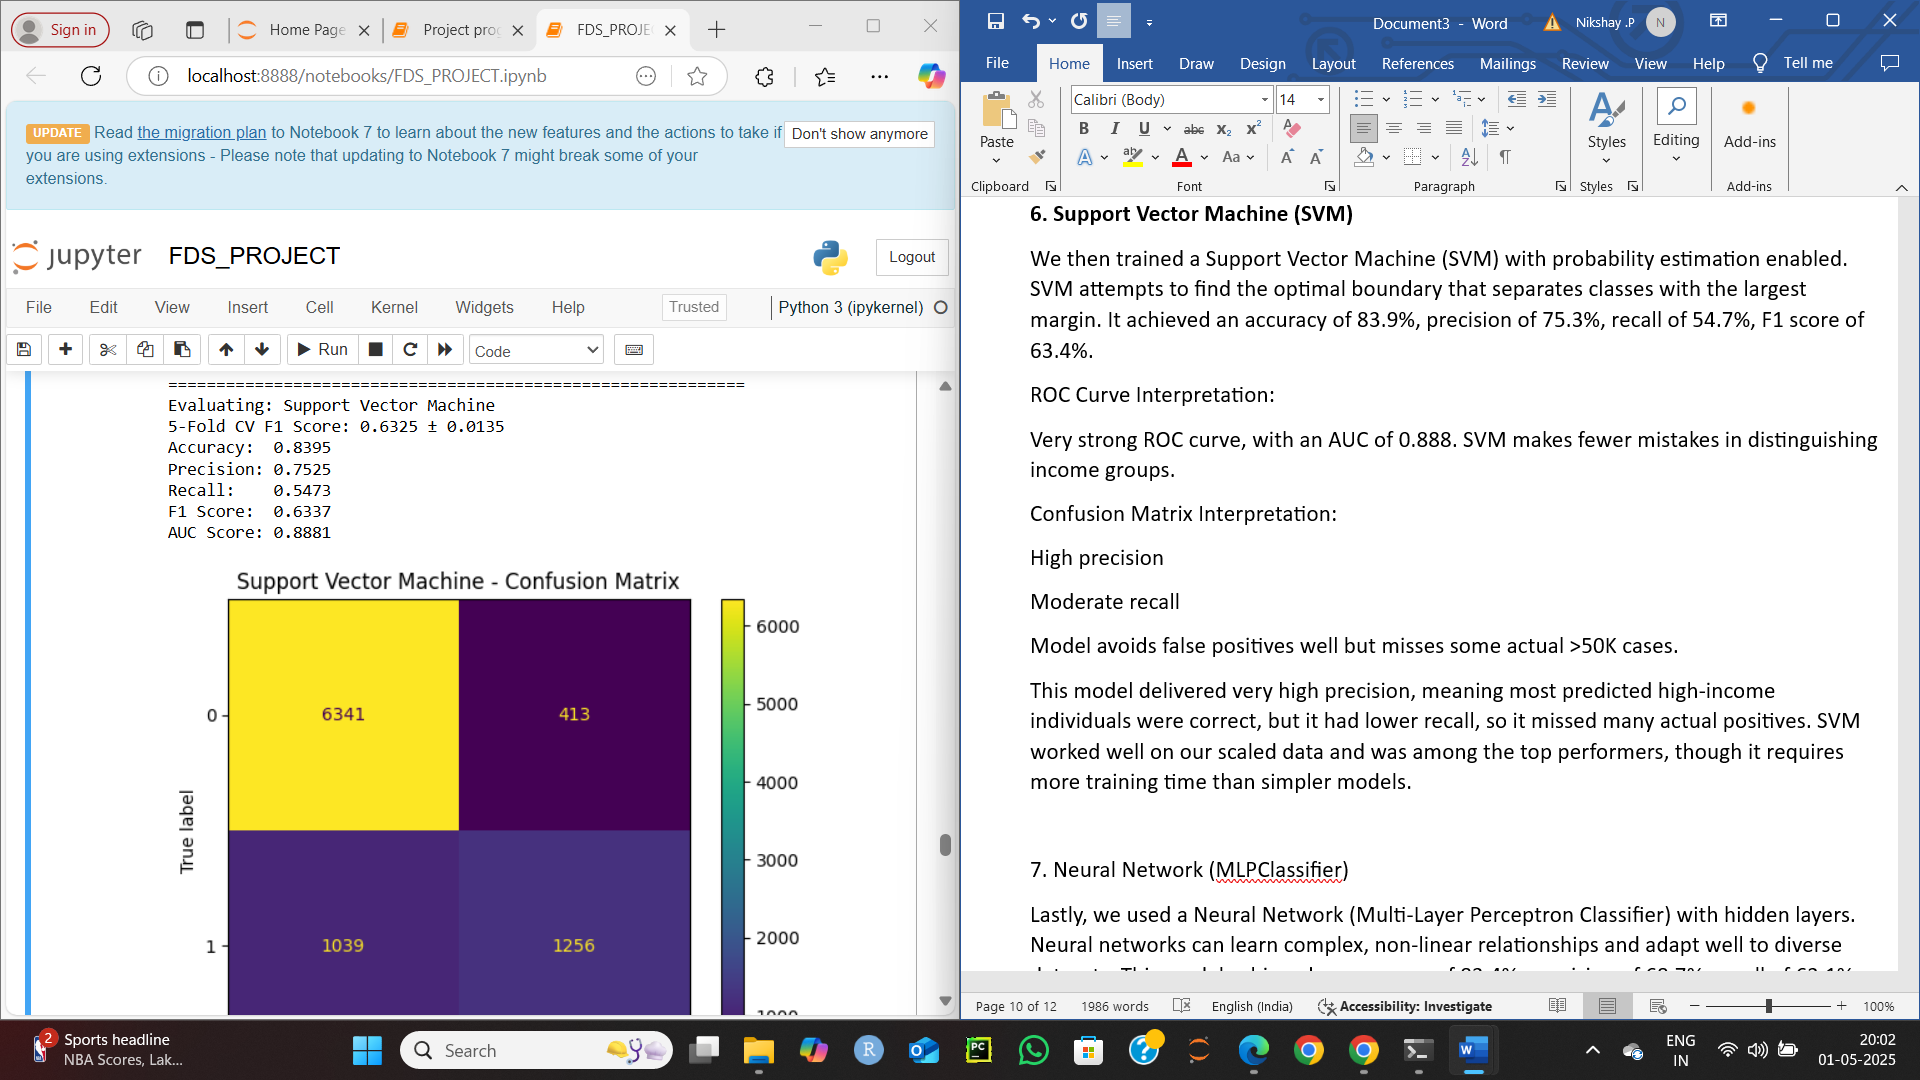 Sign in
Home Page
Project prog
FDS_PROJE
localhost:8888/notebooks/FDS_PROJECT.ipynb
UPDATE Read the migration plan to Notebook 7 to learn about the new features and the actions to take if
you are using extensions - Please note that updating to Notebook 7 might break some of your
extensions.
Don't show anymore
jupyter FDS_PROJECT
Logout
File Edit View Insert Cell Kernel Widgets Help
Trusted
Python 3 (ipykernel)
Run
Code
============================================================
Evaluating: Support Vector Machine
5-Fold CV F1 Score: 0.6325 ± 0.0135
Accuracy: 0.8395
Precision: 0.7525
Recall: 0.5473
F1 Score: 0.6337
AUC Score: 0.8881
Support Vector Machine - Confusion Matrix
True label
0
1
6341
413
1039
1256
6000
5000
4000
3000
2000
1000
Document3 - Word
Nikshay .P
N
File Home Insert Draw Design Layout References Mailings Review View Help Tell me
Paste
Clipboard
Calibri (Body)
14
B I U abc x₂ x²
A ab A Aa A A
Font
Paragraph
Styles
Styles
Editing
Add-ins
Add-ins
6. Support Vector Machine (SVM)
We then trained a Support Vector Machine (SVM) with probability estimation enabled.
SVM attempts to find the optimal boundary that separates classes with the largest
margin. It achieved an accuracy of 83.9%, precision of 75.3%, recall of 54.7%, F1 score of
63.4%.
ROC Curve Interpretation:
Very strong ROC curve, with an AUC of 0.888. SVM makes fewer mistakes in distinguishing
income groups.
Confusion Matrix Interpretation:
High precision
Moderate recall
Model avoids false positives well but misses some actual >50K cases.
This model delivered very high precision, meaning most predicted high-income
individuals were correct, but it had lower recall, so it missed many actual positives. SVM
worked well on our scaled data and was among the top performers, though it requires
more training time than simpler models.
7. Neural Network (MLPClassifier)
Lastly, we used a Neural Network (Multi-Layer Perceptron Classifier) with hidden layers.
Neural networks can learn complex, non-linear relationships and adapt well to diverse
Page 10 of 12
1986 words
English (India)
Accessibility: Investigate
100%
2
Sports headline
NBA Scores, Lak...
Search
R
PC
W
ENG
IN
20:02
01-05-2025